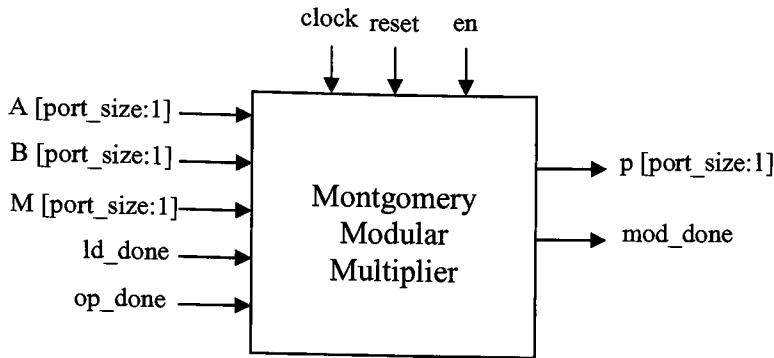 clock reset en
A [port_size:1]
B [port_size:1]
M [port_size:1]
ld_done
op_done
Montgomery
Modular
Multiplier
p [port_size:1]
mod_done